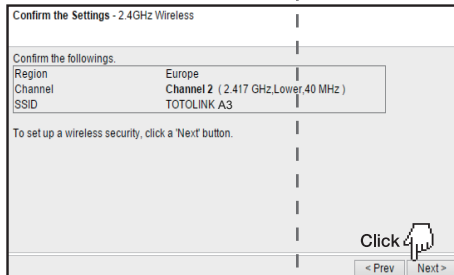 Confirm the Settings - 2.4GHz Wireless
Confirm the followings.
Region Europe
Channel Channel 2 ( 2.417 GHz,Lower,40 MHz )
SSID TOTOLINK A3
To set up a wireless security, click a 'Next' button.
Click
< Prev Next >